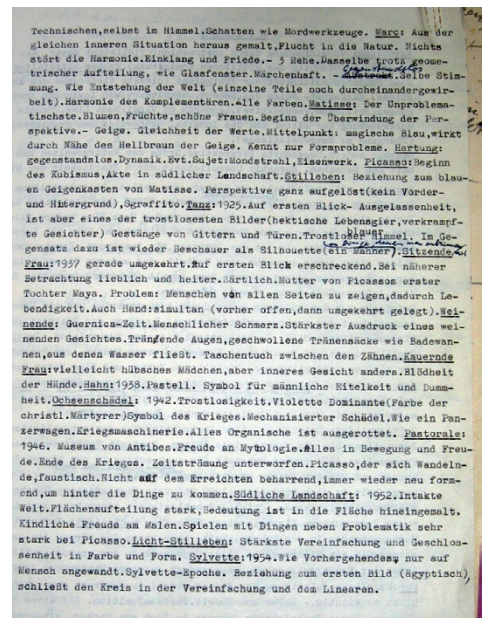 Technischen,selbst im Himmel.Schatten wie Mordwerkzeuge. Marc: Aus der
gleichen inneren Situation heraus gemalt,Flucht in die Natur. Nichts
stört die Harmonie.Einklang und Friede.- 3 Rehe.Dasselbe trotz geome-
trischer Aufteilung, wie Glasfenster.Märchenhaft. - Gegenstandslos Selbe Stim-
mung. Wie Entstehung der Welt (einzelne Teile noch durcheinandergewir-
belt).Harmonie des Komplementären.Alle Farben.Matisse: Der Unproblema-
tischste.Blumen,Früchte,schöne Frauen.Beginn der Überwindung der Per-
spektive.- Geige. Gleichheit der Werte.Mittelpunkt: magische Blau,wirkt
durch Nähe des Hellbraun der Geige. Kennt nur Formprobleme. Hartung:
gegenstandslos.Dynamik.Evt.Sujet:Mondstrahl,Eisenwerk. Picasso:Beginn
des Kubismus,Akte in südlicher Landschaft.Stilleben: Beziehung zum blau-
en Geigenkasten von Matisse. Perspektive ganz aufgelöst(kein Vorder-
und Hintergrund),Sgraffito.Tanz:1925.Auf ersten Blick- Ausgelassenheit,
ist aber eines der trostlosesten Bilder(hektische Lebensgier,verkrampf-
te Gesichter) Gestänge von Gittern und Türen.Trostloser blauer Himmel. Im Ge-
gensatz dazu ist wieder Beschauer als Silhouette(ein Männer).Sitzende
Frau:1937 gerade umgekehrt.Auf ersten Blick erschreckend.Bei näherer
Betrachtung lieblich und heiter.Zärtlich.Mutter von Picassos erster
Tochter Maya. Problem: Menschen von allen Seiten zu zeigen,dadurch Le-
bendigkeit.Auch Hand:simultan (vorher offen,dann umgekehrt gelegt).Wei-
nende: Guernica-Zeit.Menschlicher Schmerz.Stärkster Ausdruck eines wei-
nenden Gesichtes.Tränende Augen,geschwollene Tränensäcke wie Badewan-
nen,aus denen Wasser fließt. Taschentuch zwischen den Zähnen.Kauernde
Frau:vielleicht hübsches Mädchen,aber inneres Gesicht anders.Blödheit
der Hände.Hahn:1938.Pastell. Symbol für männliche Eitelkeit und Dumm-
heit.Ochsenschädel: 1942.Trostlosigkeit.Violette Dominante(Farbe der
christl.Märtyrer)Symbol des Krieges.Mechanisierter Schädel.Wie ein Pan-
zerwagen.Kriegsmaschinerie.Alles Organische ist ausgerottet. Pastorale:
1946. Museum von Antibes.Freude an Mytologie.Alles in Bewegung und Freu-
de.Ende des Krieges. Zeitströmung unterworfen.Picasso,der sich Wandeln-
de,faustisch.Nicht auf dem Erreichten beharrend,immer wieder neu form-
end,um hinter die Dinge zu kommen.Südliche Landschaft: 1952.Intakte
Welt.Flächenaufteilung stark,Bedeutung ist in die Fläche hineingemalt.
Kindliche Freude am Malen.Spielen mit Dingen neben Problematik sehr
stark bei Picasso.Licht-Stilleben: Stärkste Vereinfachung und Geschlos-
senheit in Farbe und Form. Sylvette:1954.Wie Vorhergehendes, nur auf
Mensch angewandt.Sylvette-Epoche. Beziehung zum ersten Bild (ägyptisch),
schließt den Kreis in der Vereinfachung und dem Linearen.